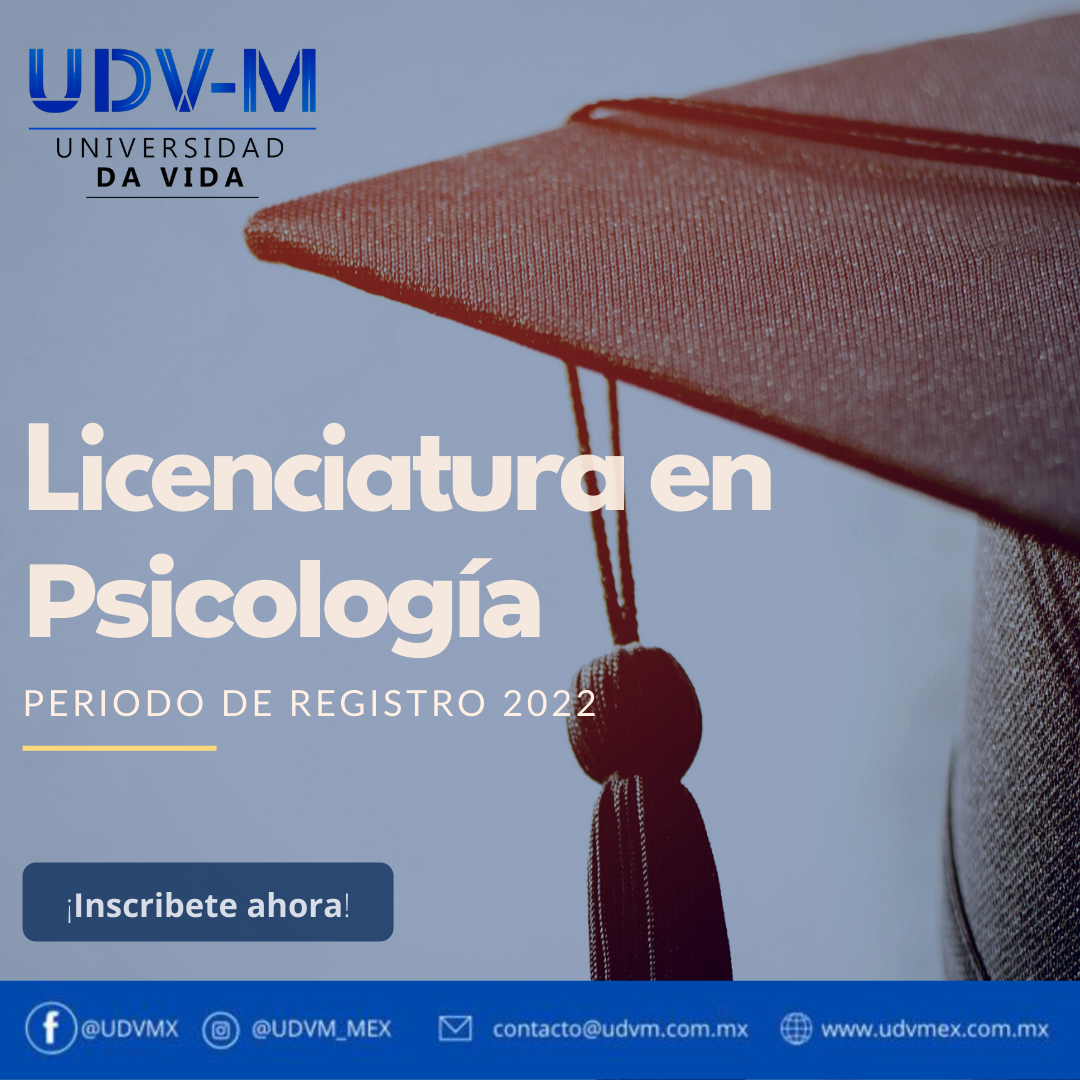 UDV-M
UNIVERSIDAD
DA VIDA
Licenciatura en
Psicología
PERIODO DE REGISTRO 2022
¡Inscribete ahora!
@UDVMX @UDVM_MEX contacto@udvm.com.mx www.udvmex.com.mx